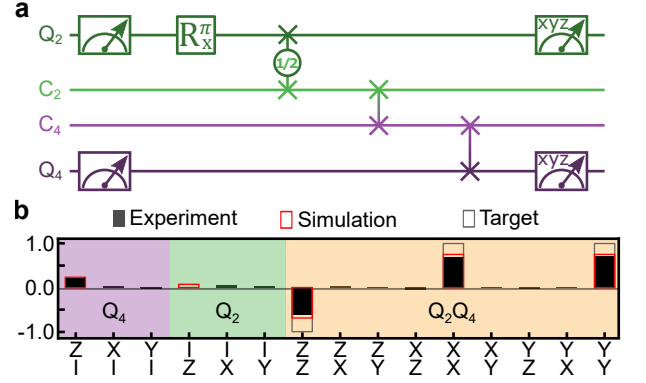 a
Q₂ R_x^π xyz
1/2
C₂
C₄
Q₄ xyz
b
Experiment Simulation Target
1.0
0.0
-1.0
Q₄ Q₂ Q₂Q₄
Z X Y I I I Z Z Z X X X Y Y Y
I I I Z X Y Z X Y Z X Y Z X Y